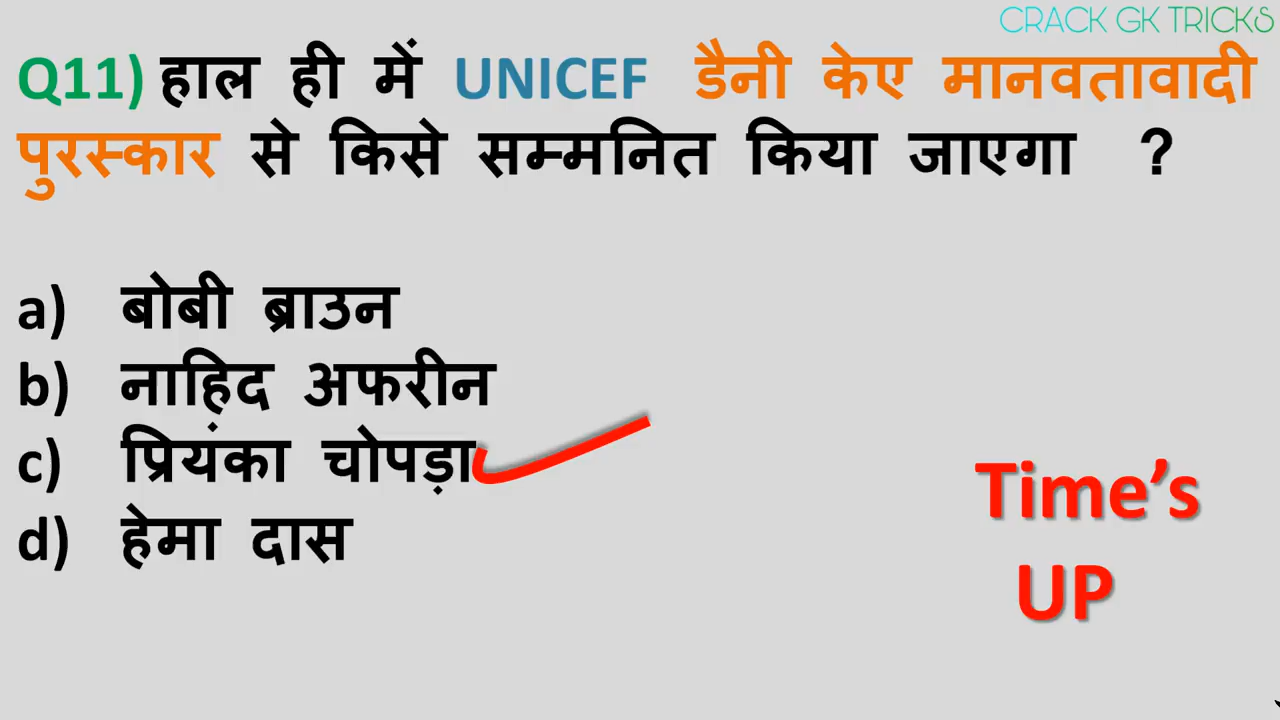 CRACK GK TRICKS
Q11) हाल ही में UNICEF डैनी केए मानवतावादी
पुरस्कार से किसे सम्मनित किया जाएगा ?
a) बोबी ब्राउन
b) नाहिद अफरीन
c) प्रियंका चोपड़ा
d) हेमा दास
Time's
UP